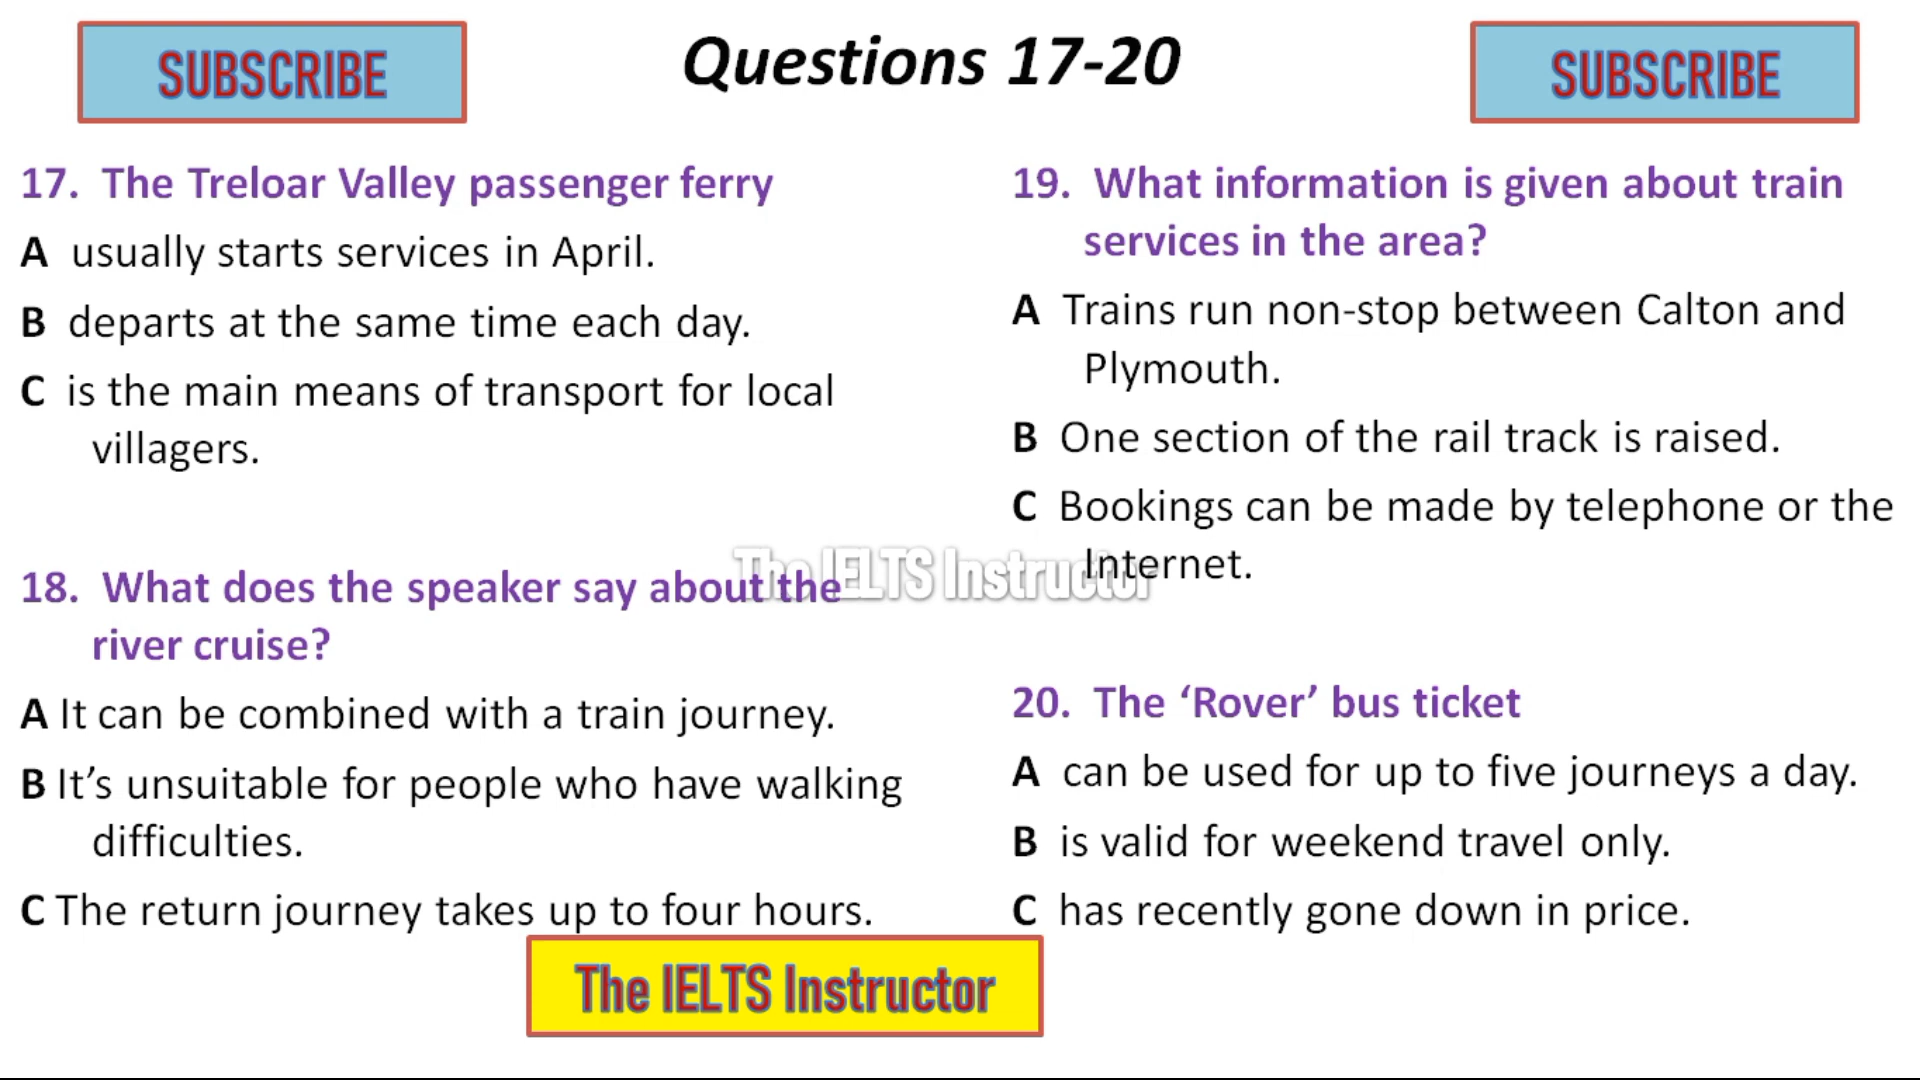 SUBSCRIBE
Questions 17-20
SUBSCRIBE
17. The Treloar Valley passenger ferry
A usually starts services in April.
B departs at the same time each day.
C is the main means of transport for local
villagers.
18. What does the speaker say about the
river cruise?
A It can be combined with a train journey.
B It’s unsuitable for people who have walking
difficulties.
C The return journey takes up to four hours.
19. What information is given about train
services in the area?
A Trains run non-stop between Calton and
Plymouth.
B One section of the rail track is raised.
C Bookings can be made by telephone or the
Internet.
20. The ‘Rover’ bus ticket
A can be used for up to five journeys a day.
B is valid for weekend travel only.
C has recently gone down in price.
The IELTS Instructor
The IELTS Instructor